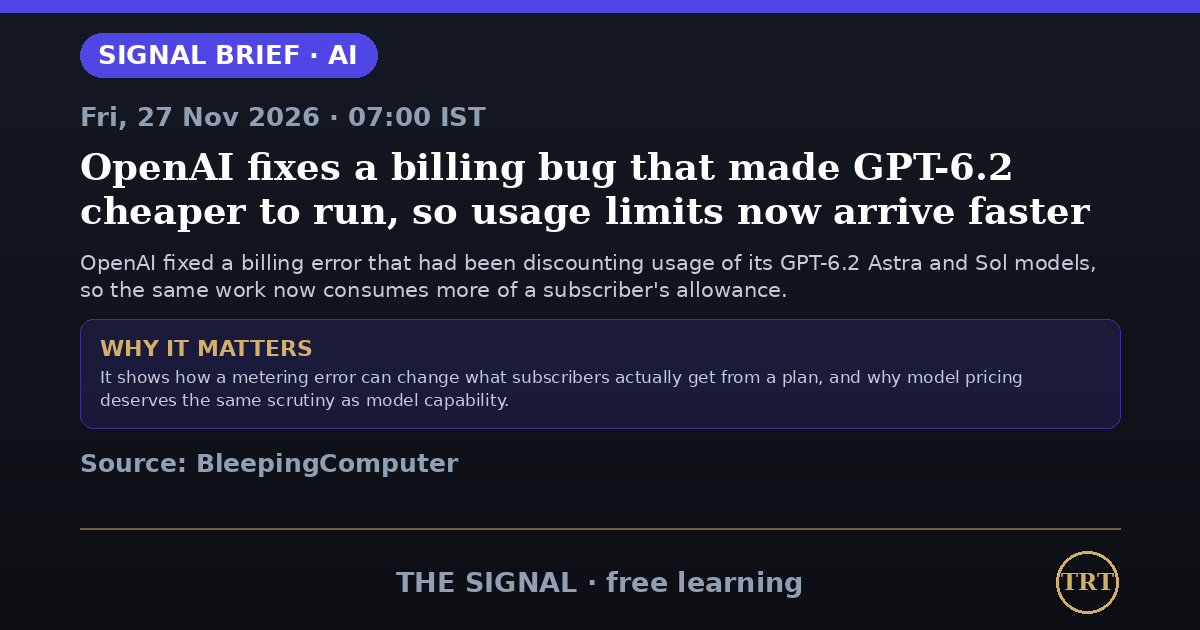 SIGNAL BRIEF · AI
Fri, 27 Nov 2026 · 07:00 IST
OpenAI fixes a billing bug that made GPT-6.2
cheaper to run, so usage limits now arrive faster
OpenAI fixed a billing error that had been discounting usage of its GPT-6.2 Astra and Sol models,
so the same work now consumes more of a subscriber's allowance.
WHY IT MATTERS
It shows how a metering error can change what subscribers actually get from a plan, and why model pricing
deserves the same scrutiny as model capability.
Source: BleepingComputer
THE SIGNAL · free learning
TRT